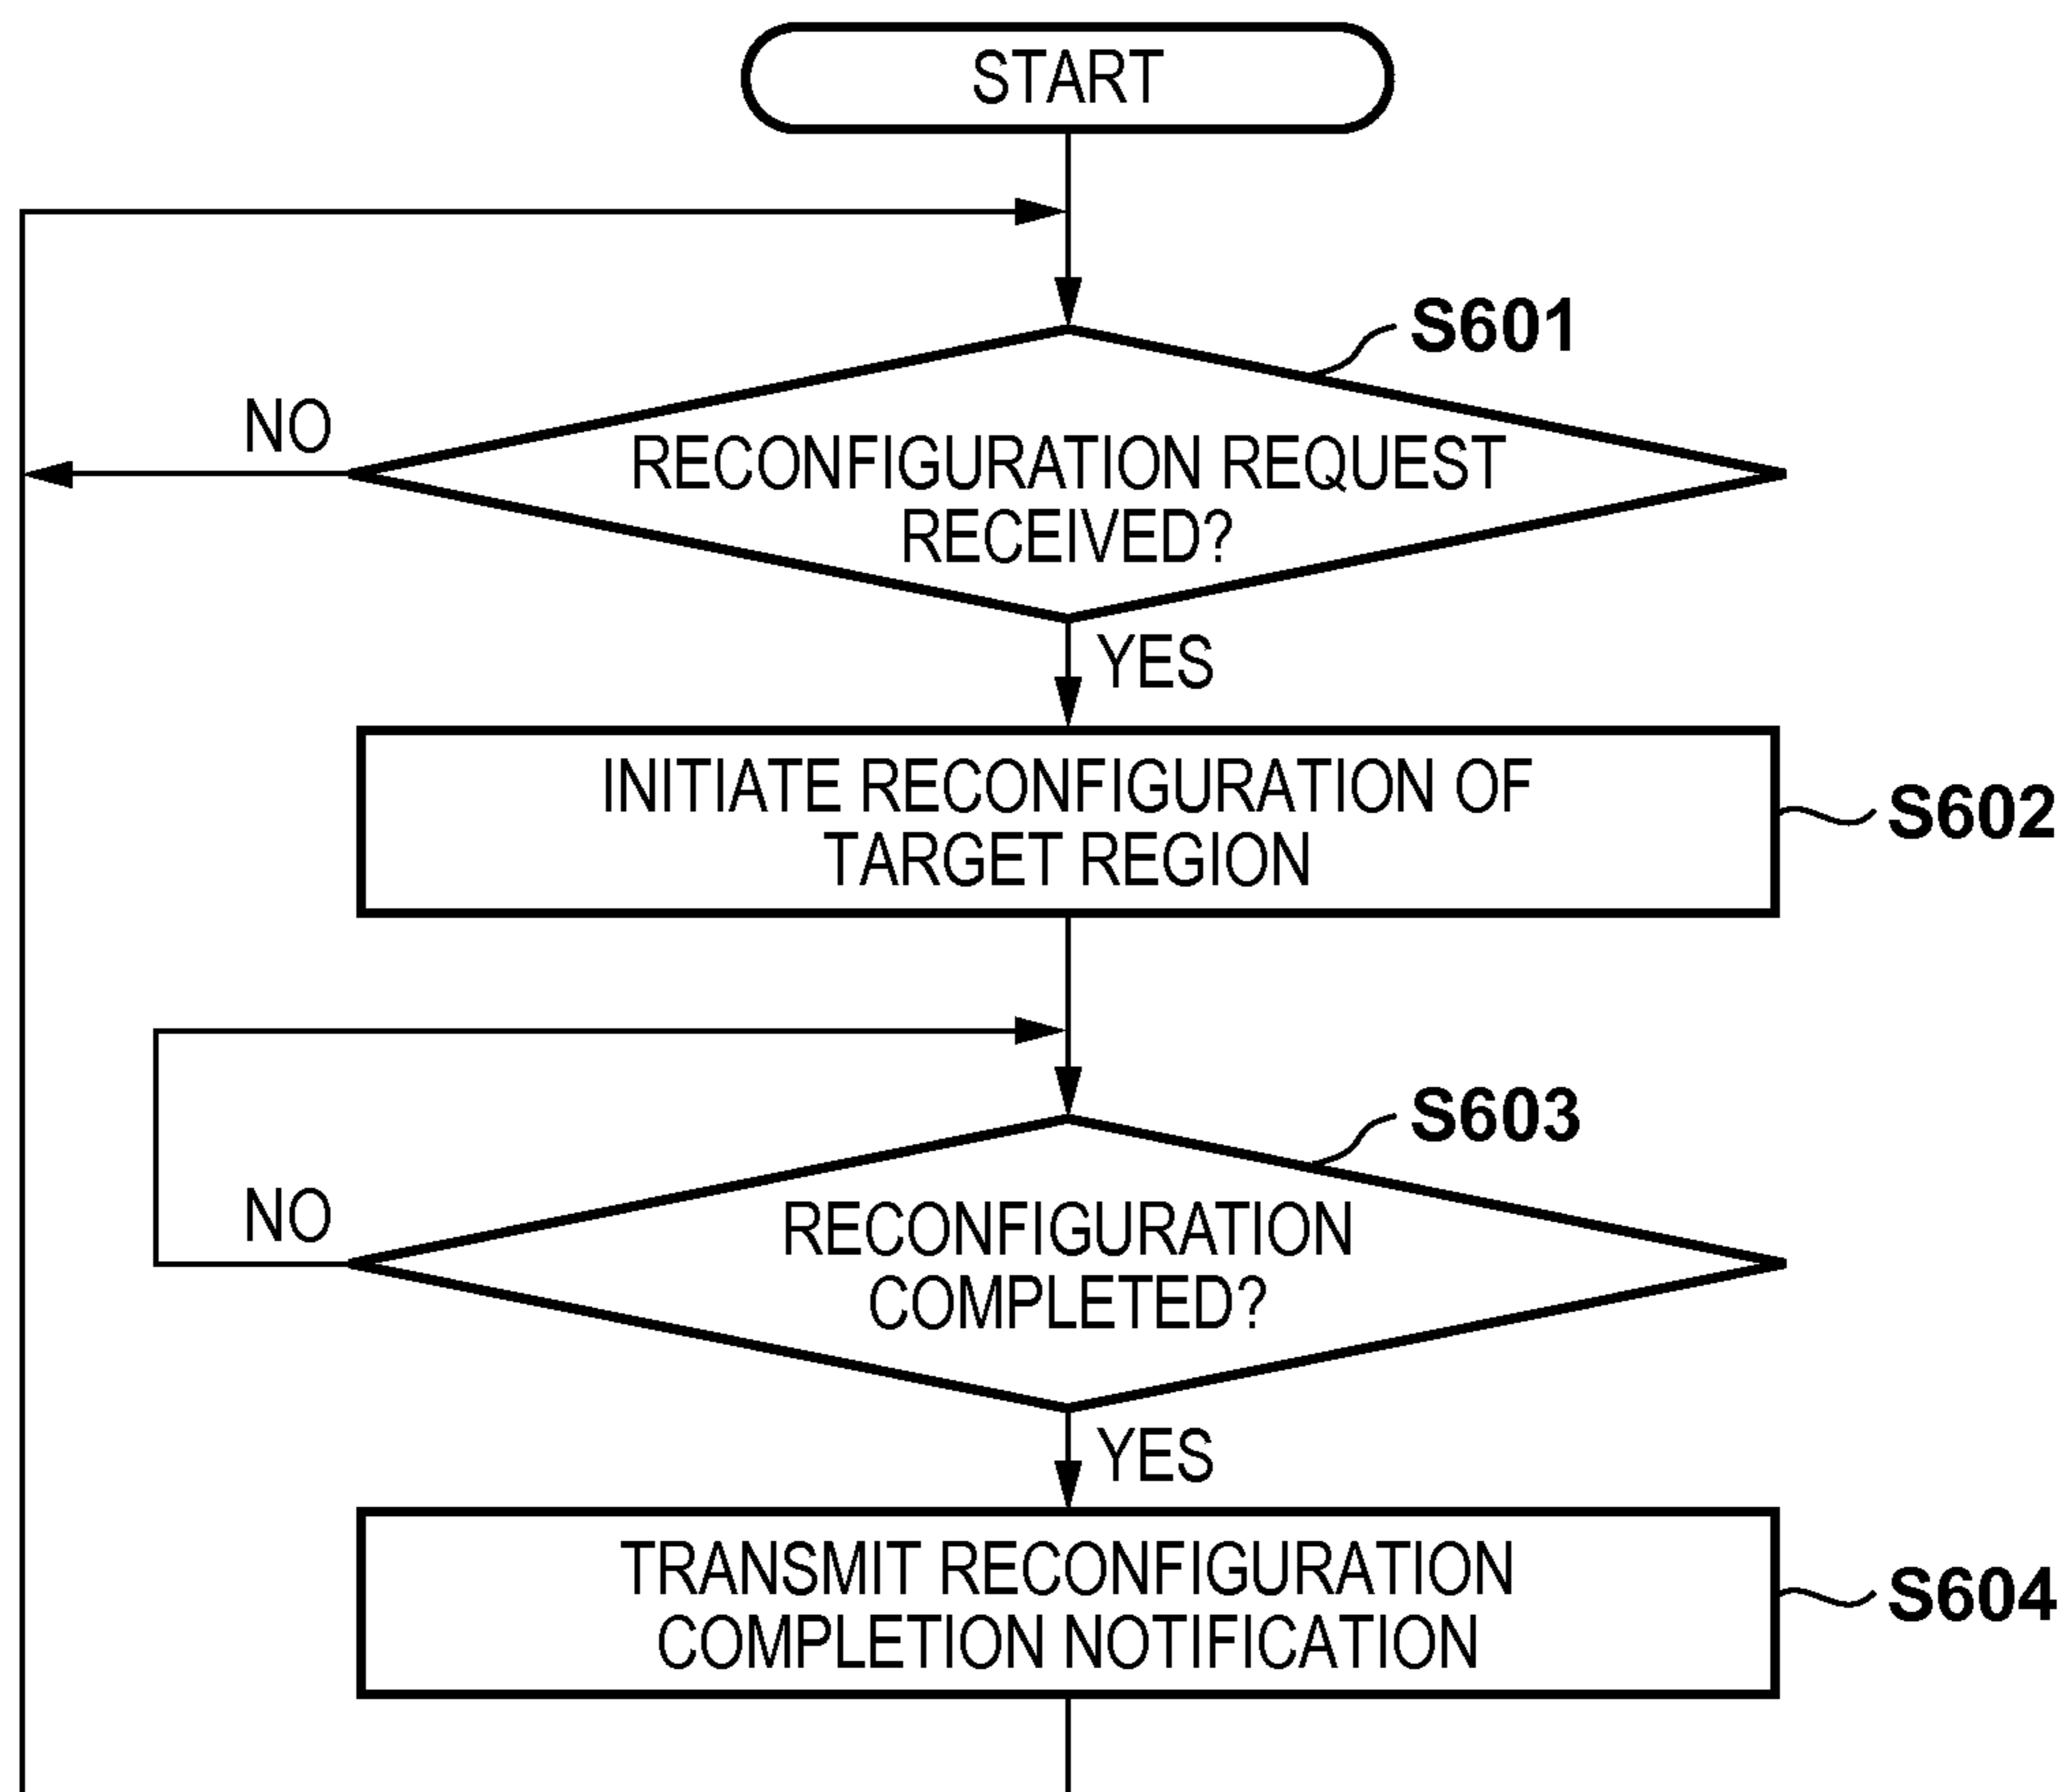 START
S601
NO
RECONFIGURATION REQUEST
RECEIVED?
YES
INITIATE RECONFIGURATION OF
TARGET REGION
S602
S603
NO
RECONFIGURATION
COMPLETED?
YES
TRANSMIT RECONFIGURATION
COMPLETION NOTIFICATION
S604